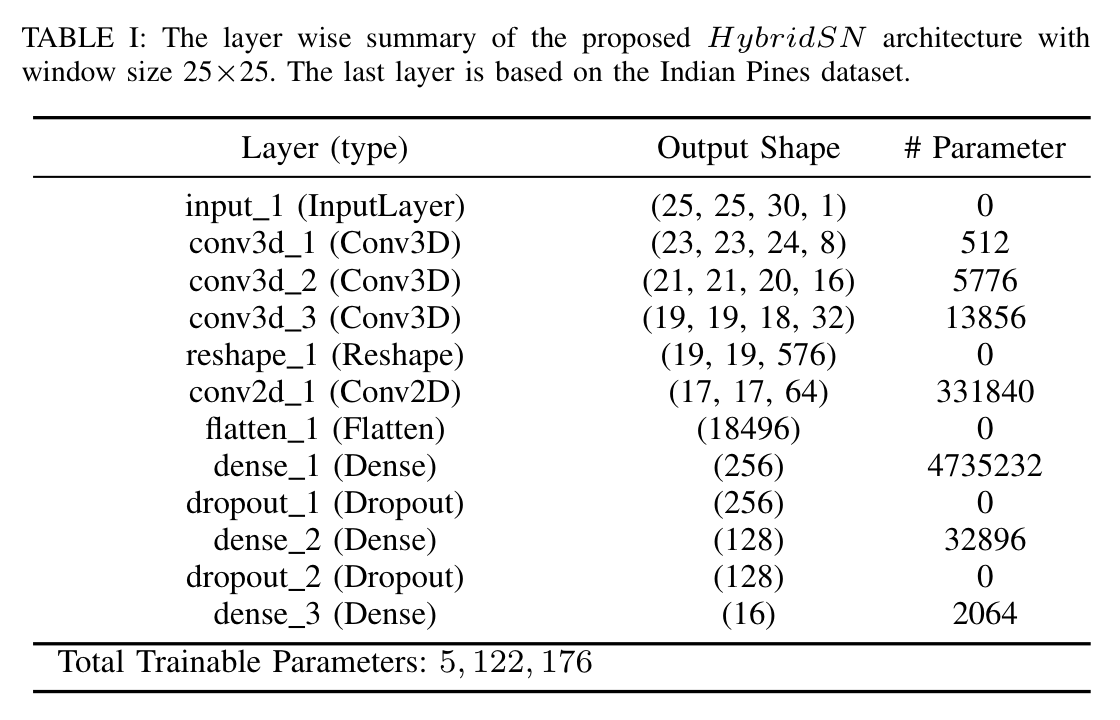 TABLE I: The layer wise summary of the proposed HybridSN architecture with
window size 25×25. The last layer is based on the Indian Pines dataset.
Layer (type) Output Shape # Parameter
input_1 (InputLayer) (25, 25, 30, 1) 0
conv3d_1 (Conv3D) (23, 23, 24, 8) 512
conv3d_2 (Conv3D) (21, 21, 20, 16) 5776
conv3d_3 (Conv3D) (19, 19, 18, 32) 13856
reshape_1 (Reshape) (19, 19, 576) 0
conv2d_1 (Conv2D) (17, 17, 64) 331840
flatten_1 (Flatten) (18496) 0
dense_1 (Dense) (256) 4735232
dropout_1 (Dropout) (256) 0
dense_2 (Dense) (128) 32896
dropout_2 (Dropout) (128) 0
dense_3 (Dense) (16) 2064
Total Trainable Parameters: 5, 122, 176